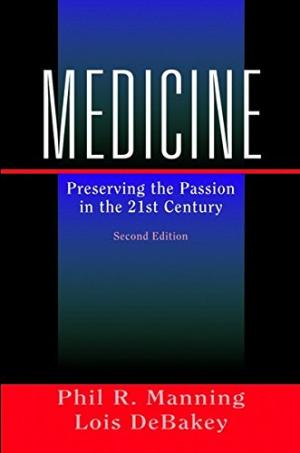 MEDICINE
Preserving the Passion
in the 21st Century
Second Edition
Phil R. Manning
Lois DeBakey